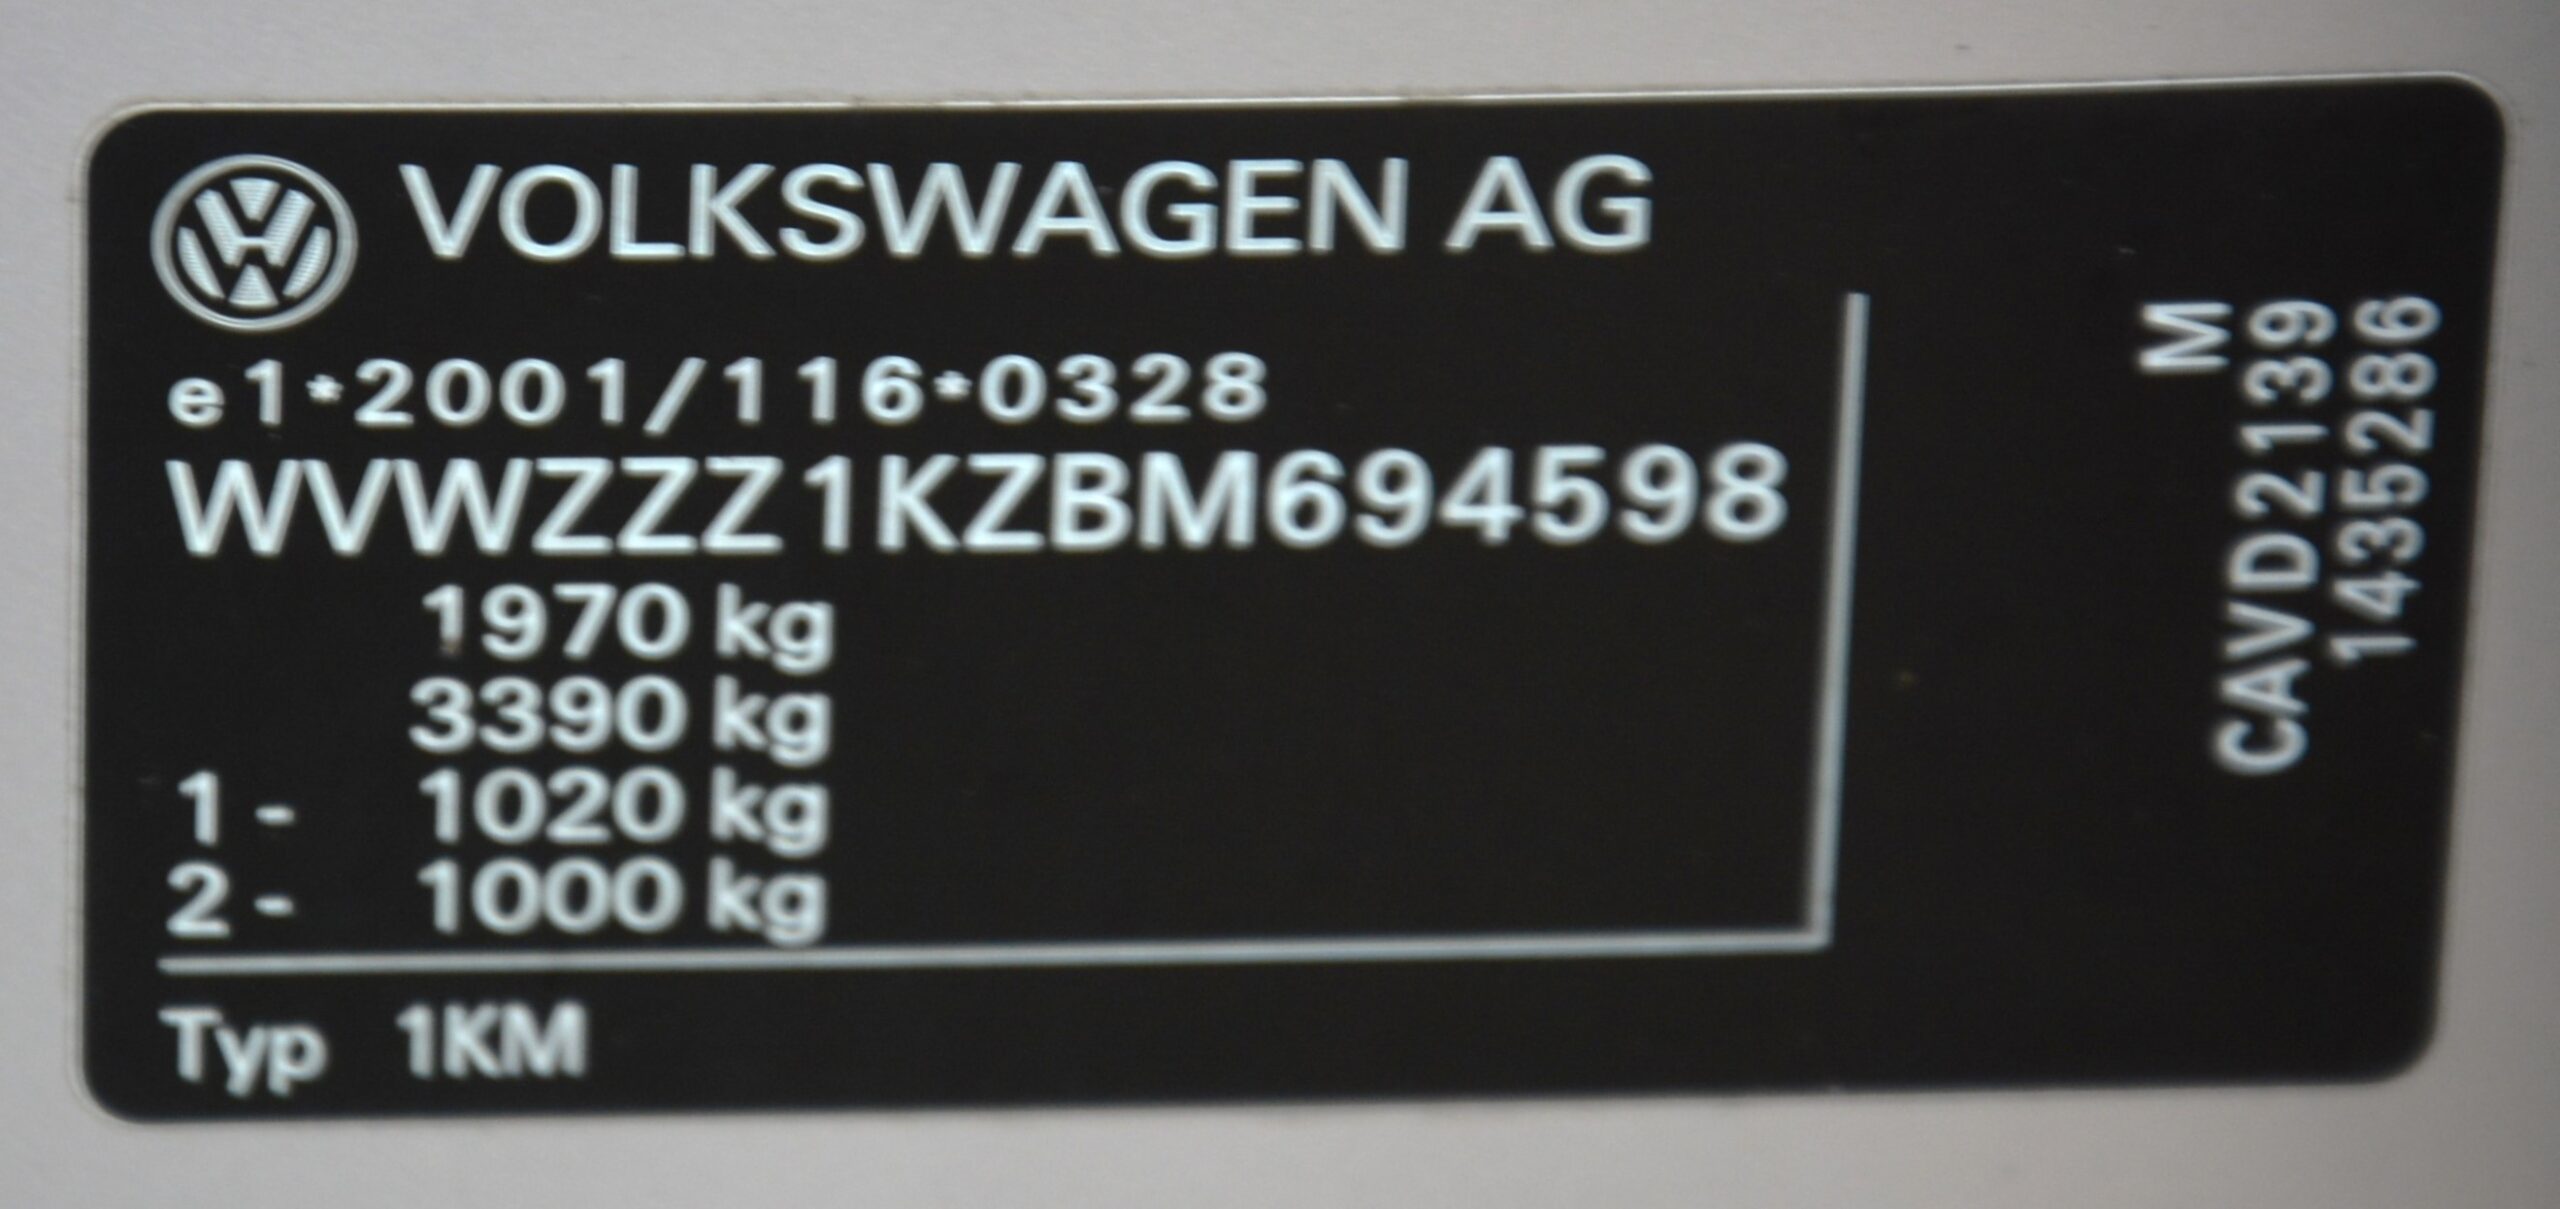 VOLKSWAGEN AG
e1*2001/116*0328
WVWZZZ1KZBM694598
1970 kg
3390 kg
1 - 1020 kg
2 - 1000 kg
Typ 1KM
M
CAVD2139
1435286